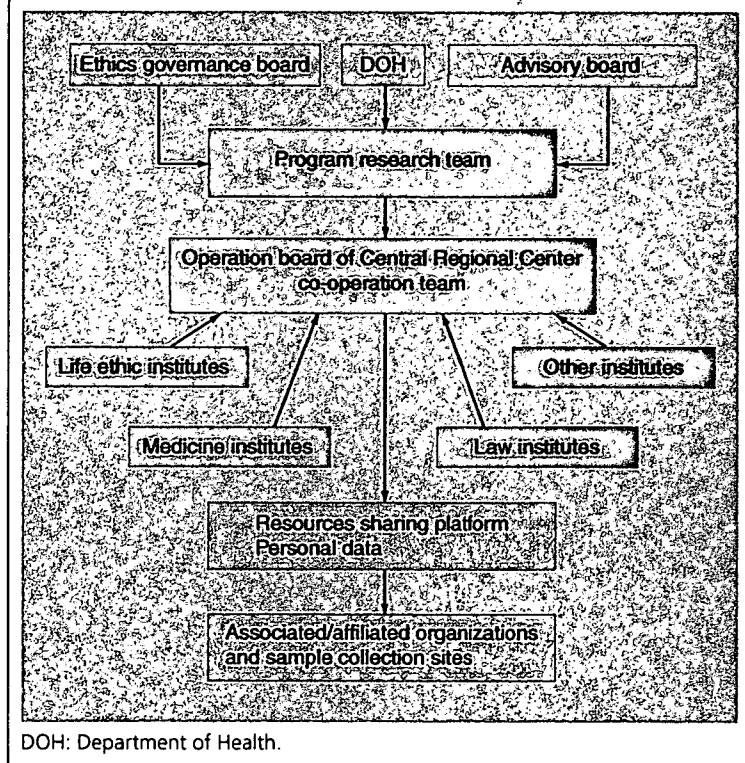 Ethics governance board
DOH
Advisory board
Program research team
Operation board of Central Regional Center
co-operation team
Life ethic institutes
Other institutes
Medicine institutes
Law institutes
Resources sharing platform
Personal data
Associated/affiliated organizations
and sample collection sites
DOH: Department of Health.